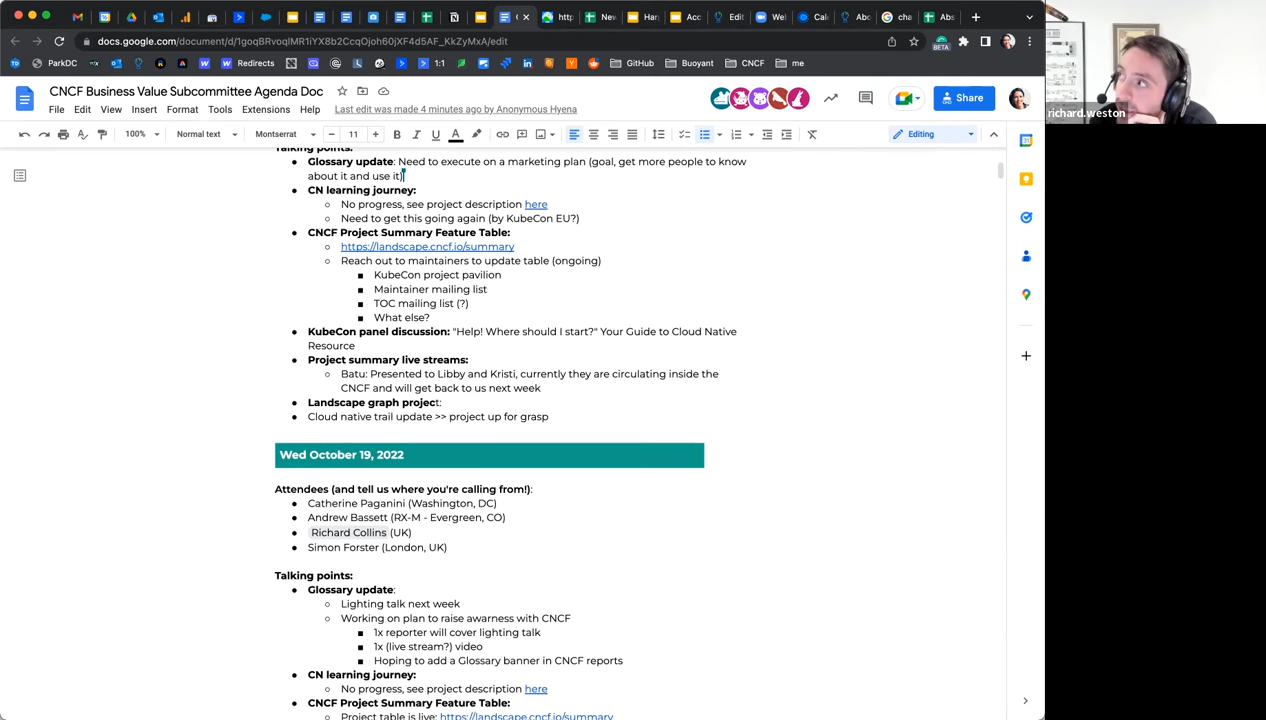 C
http
New
Har
Acc
Edit
Wel
Cale
Abo
cha
Abs
docs.google.com/document/d/1goqBRvoqIMR1iYX8b2CcqOjoh60jXF4d5AF_KkZyMxA/edit
BETA
ParkDC
Redirects
1:1
GitHub
Buoyant
CNCF
me
CNCF Business Value Subcommittee Agenda Doc
File Edit View Insert Format Tools Extensions Help Last edit was made 4 minutes ago by Anonymous Hyena
Share
richard.weston
100% Normal text Montserrat 11 Editing
Talking points:
Glossary update: Need to execute on a marketing plan (goal, get more people to know
about it and use it)
CN learning journey:
No progress, see project description here
Need to get this going again (by KubeCon EU?)
CNCF Project Summary Feature Table:
https://landscape.cncf.io/summary
Reach out to maintainers to update table (ongoing)
KubeCon project pavilion
Maintainer mailing list
TOC mailing list (?)
What else?
KubeCon panel discussion: "Help! Where should I start?" Your Guide to Cloud Native
Resource
Project summary live streams:
Batu: Presented to Libby and Kristi, currently they are circulating inside the
CNCF and will get back to us next week
Landscape graph project:
Cloud native trail update >> project up for grasp
Wed October 19, 2022
Attendees (and tell us where you're calling from!):
Catherine Paganini (Washington, DC)
Andrew Bassett (RX-M - Evergreen, CO)
Richard Collins (UK)
Simon Forster (London, UK)
Talking points:
Glossary update:
Lighting talk next week
Working on plan to raise awarness with CNCF
1x reporter will cover lighting talk
1x (live stream?) video
Hoping to add a Glossary banner in CNCF reports
CN learning journey:
No progress, see project description here
CNCF Project Summary Feature Table:
Project table is live: https://landscape.cncf.io/summary